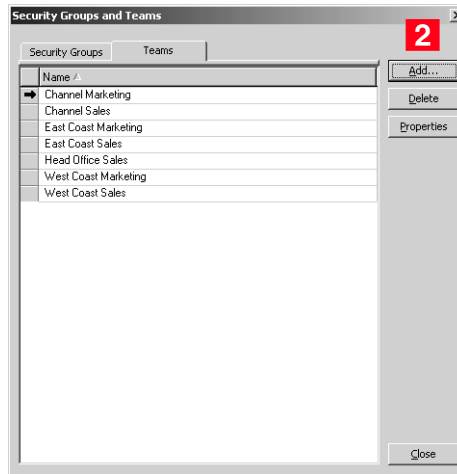 Security Groups and Teams
2
Security Groups
Teams
Add...
Name
Channel Marketing
Delete
Channel Sales
East Coast Marketing
Properties
East Coast Sales
Head Office Sales
West Coast Marketing
West Coast Sales
Close